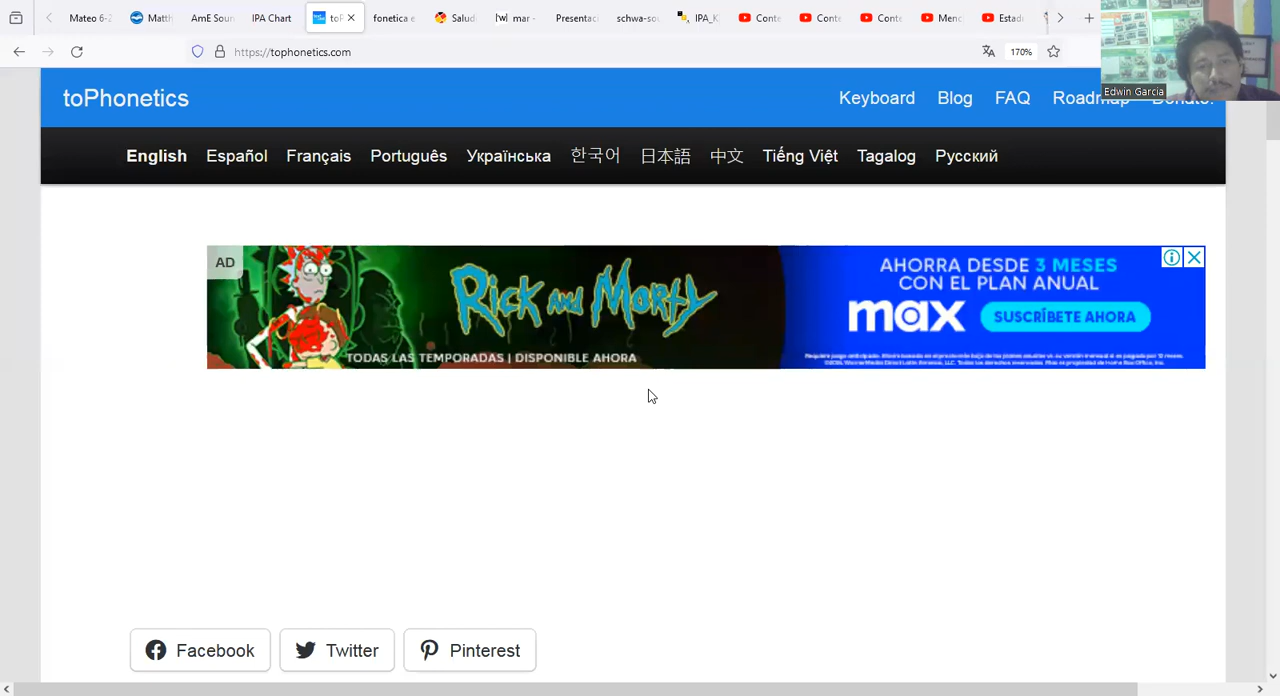 Mateo 6-2
Matth
AmE Soun
IPA Chart
toP
fonetica e
Salud
mar -
Presentaci
schwa-sou
IPA_K
Conte
Conte
Conte
Menc
Estad
https://tophonetics.com
170%
Edwin Garcia
toPhonetics
Keyboard Blog FAQ Roadmap Donate!
English Español Français Português Українська 한국어 日本語 中文 Tiếng Việt Tagalog Русский
AD
Rick and Morty
TODAS LAS TEMPORADAS | DISPONIBLE AHORA
AHORRA DESDE 3 MESES
CON EL PLAN ANUAL
max SUSCRÍBETE AHORA
Facebook Twitter Pinterest